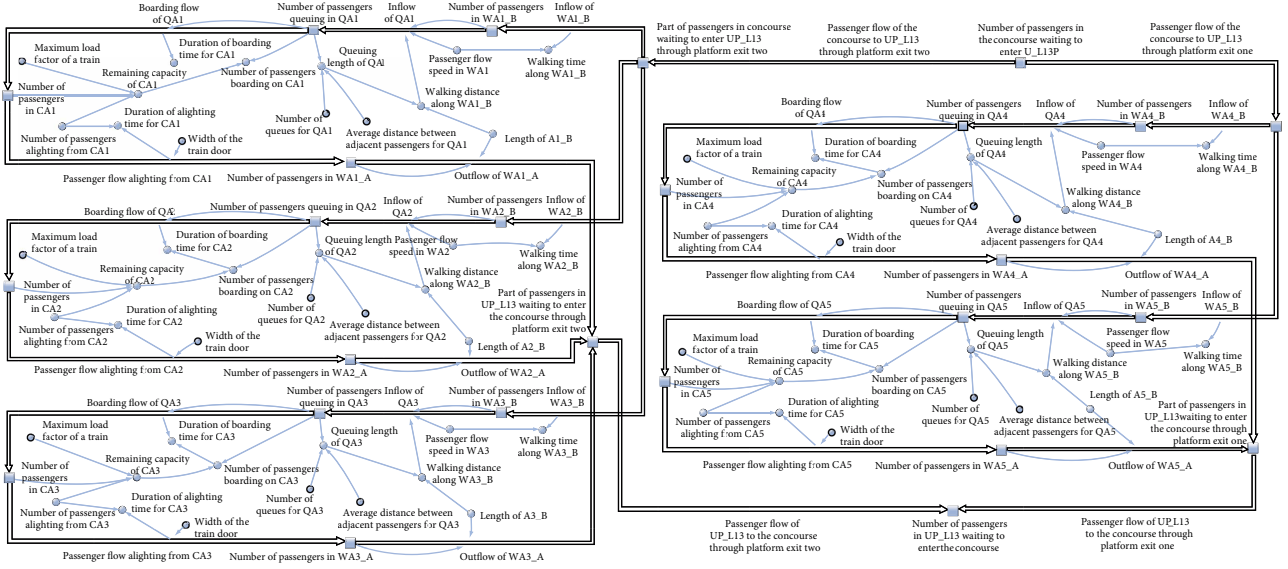 Boarding flow
of QA1
Number of passengers
queuing in QA1
Inflow
of QA1
Number of passengers
in WA1_B
Inflow of
WA1_B
Maximum load
factor of a train
Duration of boarding
time for CA1
Remaining capacity
of CA1
Number of passengers
boarding on CA1
Queuing
length of QA1
Passenger flow
speed in WA1
Walking time
along WA1_B
Number of
passengers
in CA1
Duration of alighting
time for CA1
Number of
queues for QA1
Walking distance
along WA1_B
Number of passengers
alighting from CA1
Width of the
train door
Average distance between
adjacent passengers for QA1
Length of A1_B
Passenger flow alighting from CA1
Number of passengers in WA1_A
Outflow of WA1_A
Boarding flow of QA
Number of passengers queuing in QA2
Inflow of
QA2
Number of passengers
in WA2_B
Inflow of
WA2_B
Maximum load
factor of a train
Duration of boarding
time for CA2
Queuing length
of QA2
Passenger flow
speed in WA2
Walking time
along WA2_B
Remaining capacity
of CA2
Number of passengers
boarding on CA2
Walking distance
along WA2_B
Number of
passengers
in CA2
Number of
queues for QA2
Part of passengers in
UP_L13 waiting to enter
the concourse through
platform exit two
Duration of alighting
time for CA2
Number of passengers
alighting from CA2
Width of the
train door
Average distance between
adjacent passengers for QA2
Length of A2_B
Passenger flow alighting from CA2
Number of passengers in WA2_A
Outflow of WA2_A
Boarding flow of QA3
Number of passengers
queuing in QA3
Inflow of
QA3
Number of passengers
in WA3_B
Inflow of
WA3_B
Maximum load
factor of a train
Duration of boarding
time for CA3
Queuing length
of QA3
Passenger flow
speed in WA3
Walking time
along WA3_B
Remaining capacity
of CA3
Number of passengers
boarding on CA3
Walking distance
along WA3_B
Number of
passengers
in CA3
Duration of alighting
time for CA3
Number of
queues for QA3
Number of passengers
alighting from CA3
Width of the
train door
Average distance between
adjacent passengers for QA3
Length of A3_B
Passenger flow alighting from CA3
Number of passengers in WA3_A
Outflow of WA3_A
Part of passengers in concourse
waiting to enter UP_L13
through platform exit two
Passenger flow of the
concourse to UP_L13
through platform exit two
Number of passengers in
the concourse waiting to
enter U_L13P
Passenger flow of the
concourse to UP_L13
through platform exit one
Boarding flow
of QA4
Number of passengers
queuing in QA4
Inflow of
QA4
Number of passengers
in WA4_B
Inflow of
WA4_B
Maximum load
factor of a train
Duration of boarding
time for CA4
Queuing length
of QA4
Passenger flow
speed in WA4
Walking time
along WA4_B
Remaining capacity
of CA4
Number of passengers
boarding on CA4
Walking distance
along WA4_B
Number of
passengers
in CA4
Duration of alighting
time for CA4
Number of
queues for QA4
Number of passengers
alighting from CA4
Width of the
train door
Average distance between
adjacent passengers for QA4
Length of A4_B
Passenger flow alighting from CA4
Number of passengers in WA4_A
Outflow of WA4_A
Boarding flow of QA5
Number of passengers
queuing in QA5
Inflow of QA5
Number of passengers
in WA5_B
Inflow of
WA5_B
Maximum load
factor of a train
Duration of boarding
time for CA5
Queuing length
of QA5
Passenger flow
speed in WA5
Walking time
along WA5_B
Remaining capacity
of CA5
Number of passengers
boarding on CA5
Walking distance
along WA5_B
Number of
passengers
in CA5
Duration of alighting
time for CA5
Number of
queues for QA5
Length of A5_B
Number of passengers
alighting from CA5
Width of the
train door
Average distance between
adjacent passengers for QA5
Part of passengers in
UP_L13waiting to enter
the concourse through
platform exit one
Passenger flow alighting from CA5
Number of passengers in WA5_A
Outflow of WA5_A
Passenger flow of
UP_L13 to the concourse
through platform exit two
Number of passengers
in UP_L13 waiting to
enterthe concourse
Passenger flow of UP_L13
to the concourse through
platform exit one